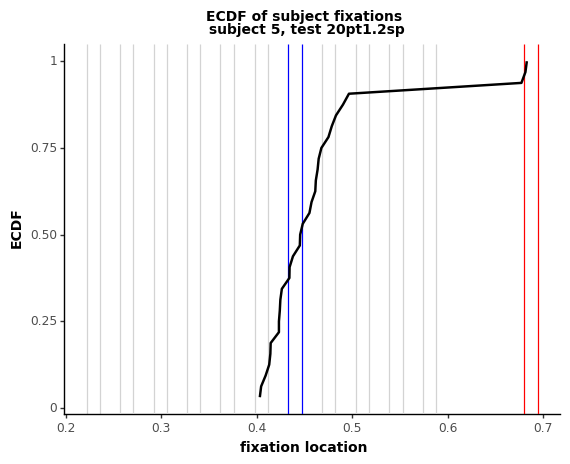 ECDF of subject fixations
subject 5, test 20pt1.2sp
1
0.75
0.50
0.25
0
ECDF
0.2 0.3 0.4 0.5 0.6 0.7
fixation location